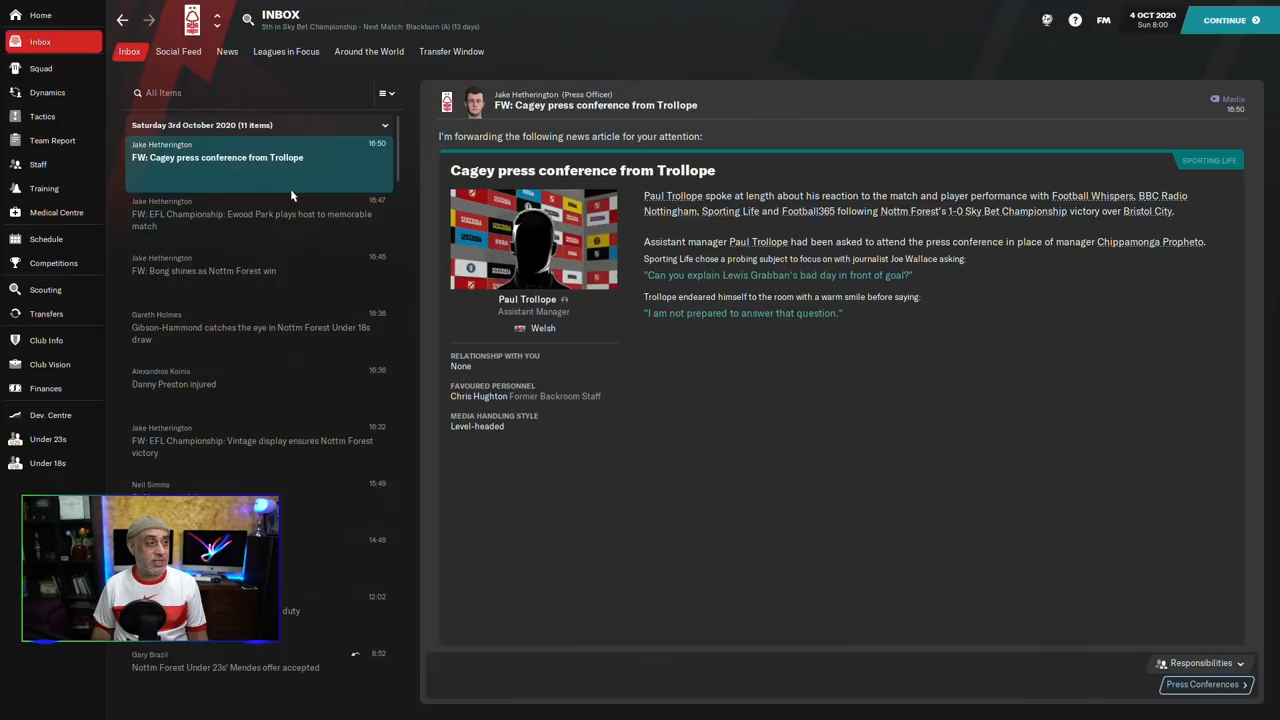 Home
Inbox
Squad
Dynamics
Tactics
Team Report
Staff
Training
Medical Centre
Schedule
Competitions
Scouting
Transfers
Club Info
Club Vision
Finances
Dev. Centre
Under 23s
Under 18s
INBOX
5th in Sky Bet Championship - Next Match: Blackburn (A) (13 days)
FM
4 OCT 2020
Sun 8:00
CONTINUE
Inbox Social Feed News Leagues in Focus Around the World Transfer Window
All Items
Saturday 3rd October 2020 (11 items)
Jake Hetherington 16:50
FW: Cagey press conference from Trollope
Jake Hetherington 16:47
FW: EFL Championship: Ewood Park plays host to memorable
match
Jake Hetherington 16:45
FW: Bong shines as Nottm Forest win
Gareth Holmes 16:36
Gibson-Hammond catches the eye in Nottm Forest Under 18s
draw
Alexandros Koinis 16:36
Danny Preston injured
Jake Hetherington 16:32
FW: EFL Championship: Vintage display ensures Nottm Forest
victory
Neil Simms 15:49
14:49
12:02
duty
Gary Brazil 8:52
Nottm Forest Under 23s' Mendes offer accepted
Jake Hetherington (Press Officer)
FW: Cagey press conference from Trollope
Media
16:50
I'm forwarding the following news article for your attention:
SPORTING LIFE
Cagey press conference from Trollope
Paul Trollope
Assistant Manager
Welsh
RELATIONSHIP WITH YOU
None
FAVOURED PERSONNEL
Chris Hughton Former Backroom Staff
MEDIA HANDLING STYLE
Level-headed
Paul Trollope spoke at length about his reaction to the match and player performance with Football Whispers, BBC Radio
Nottingham, Sporting Life and Football365 following Nottm Forest's 1-0 Sky Bet Championship victory over Bristol City.
Assistant manager Paul Trollope had been asked to attend the press conference in place of manager Chippamonga Propheto.
Sporting Life chose a probing subject to focus on with journalist Joe Wallace asking:
"Can you explain Lewis Grabban's bad day in front of goal?"
Trollope endeared himself to the room with a warm smile before saying:
"I am not prepared to answer that question."
Responsibilities
Press Conferences